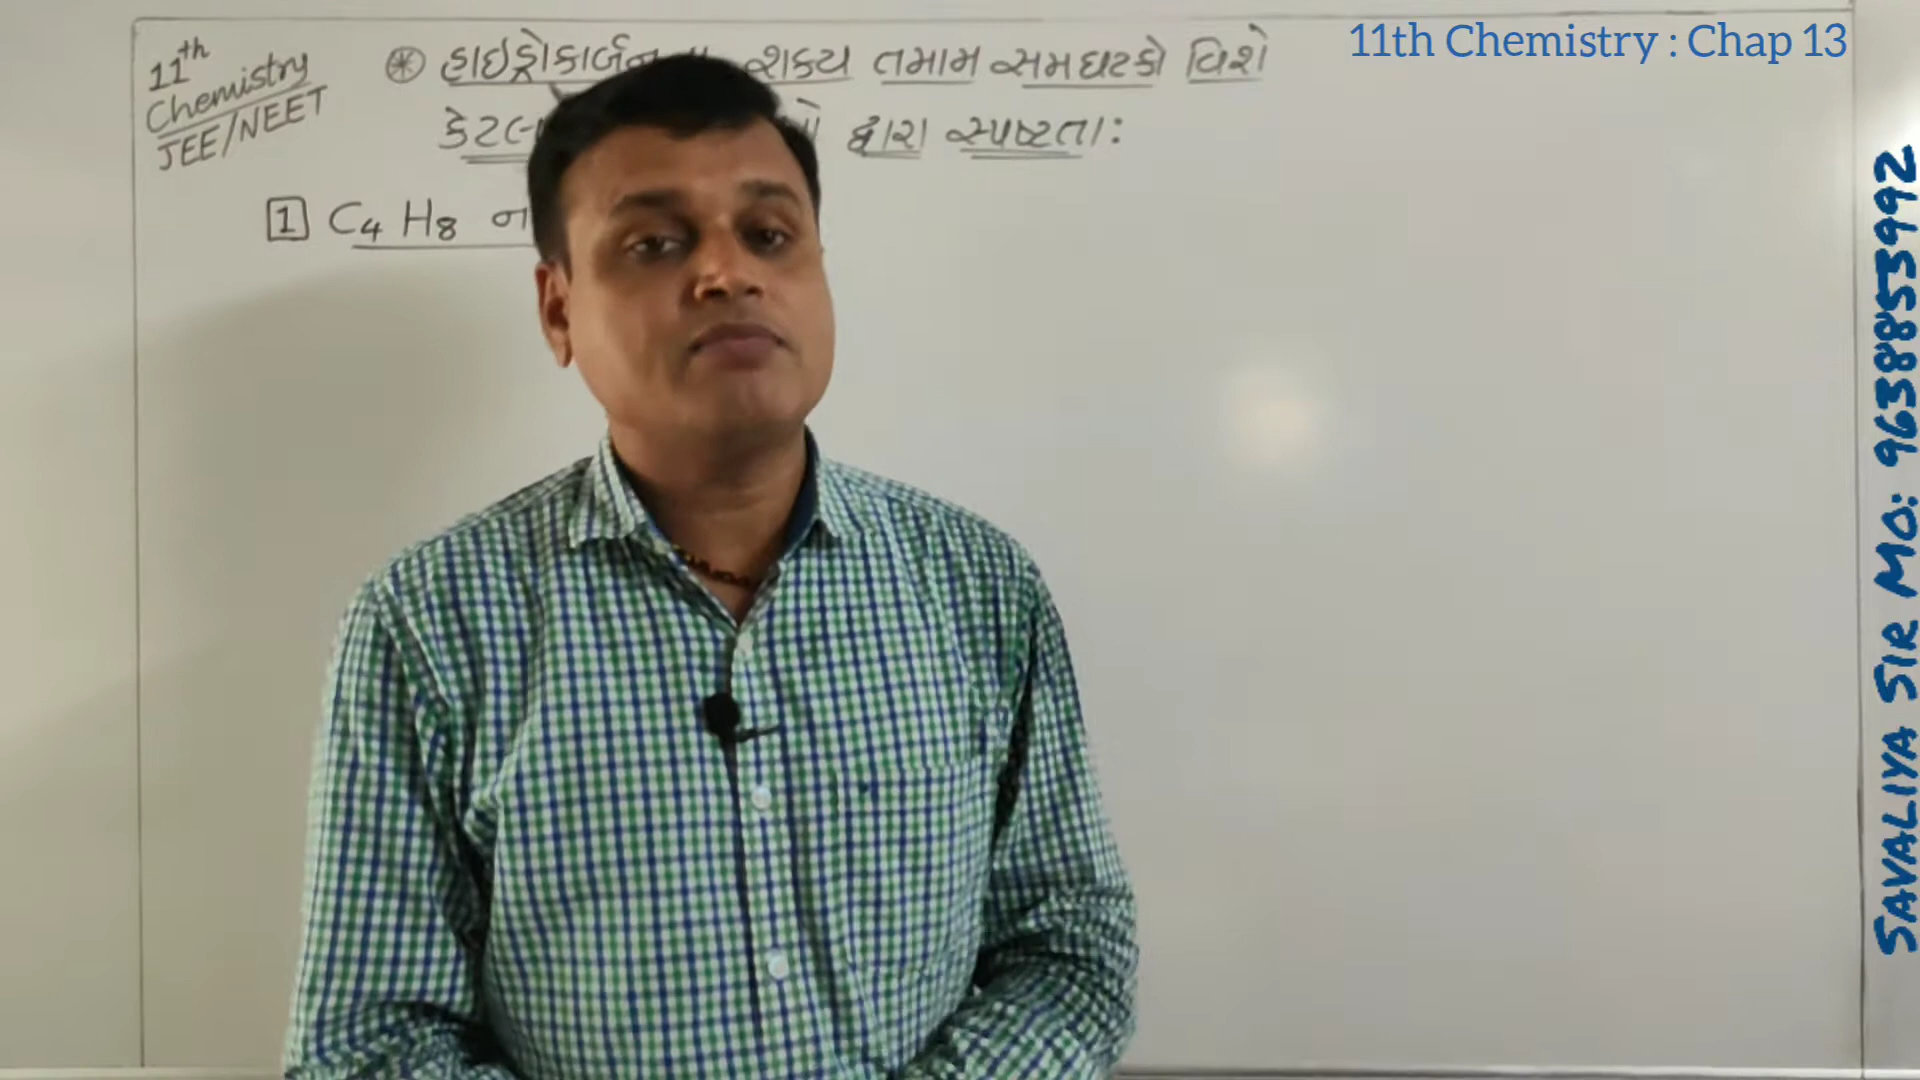 11th Chemistry : Chap 13
11th
Chemistry
JEE/NEET
હાઇડ્રોકાર્બન શક્ય તમામ સમઘટકો વિશે
દ્વારા સ્પષ્ટતા:
1 C4 H8
SAVALIYA SIR MO: 9638853992